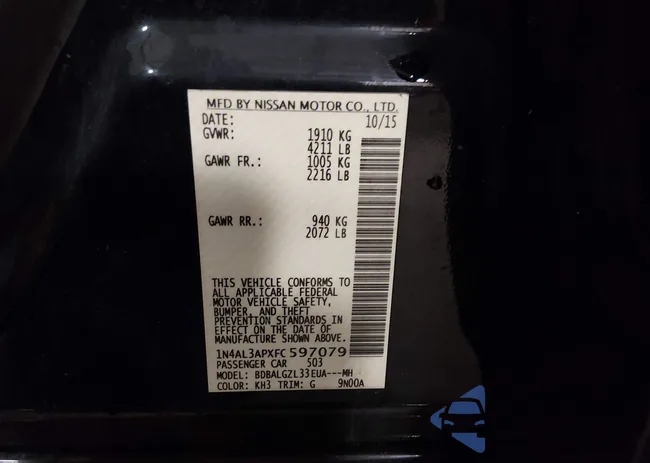 MFD BY NISSAN MOTOR CO., LTD.
DATE: 10/15
GVWR: 1910 KG
4211 LB
GAWR FR.: 1005 KG
2216 LB
GAWR RR.: 940 KG
2072 LB
THIS VEHICLE CONFORMS TO
ALL APPLICABLE FEDERAL
MOTOR VEHICLE SAFETY,
BUMPER, AND THEFT
PREVENTION STANDARDS IN
EFFECT ON THE DATE OF
MANUFACTURE SHOWN ABOVE.
1N4AL3APXFC597079
PASSENGER CAR 503
MODEL: BDBALGZL33EUA---MH
COLOR: KH3 TRIM: G 9N00A